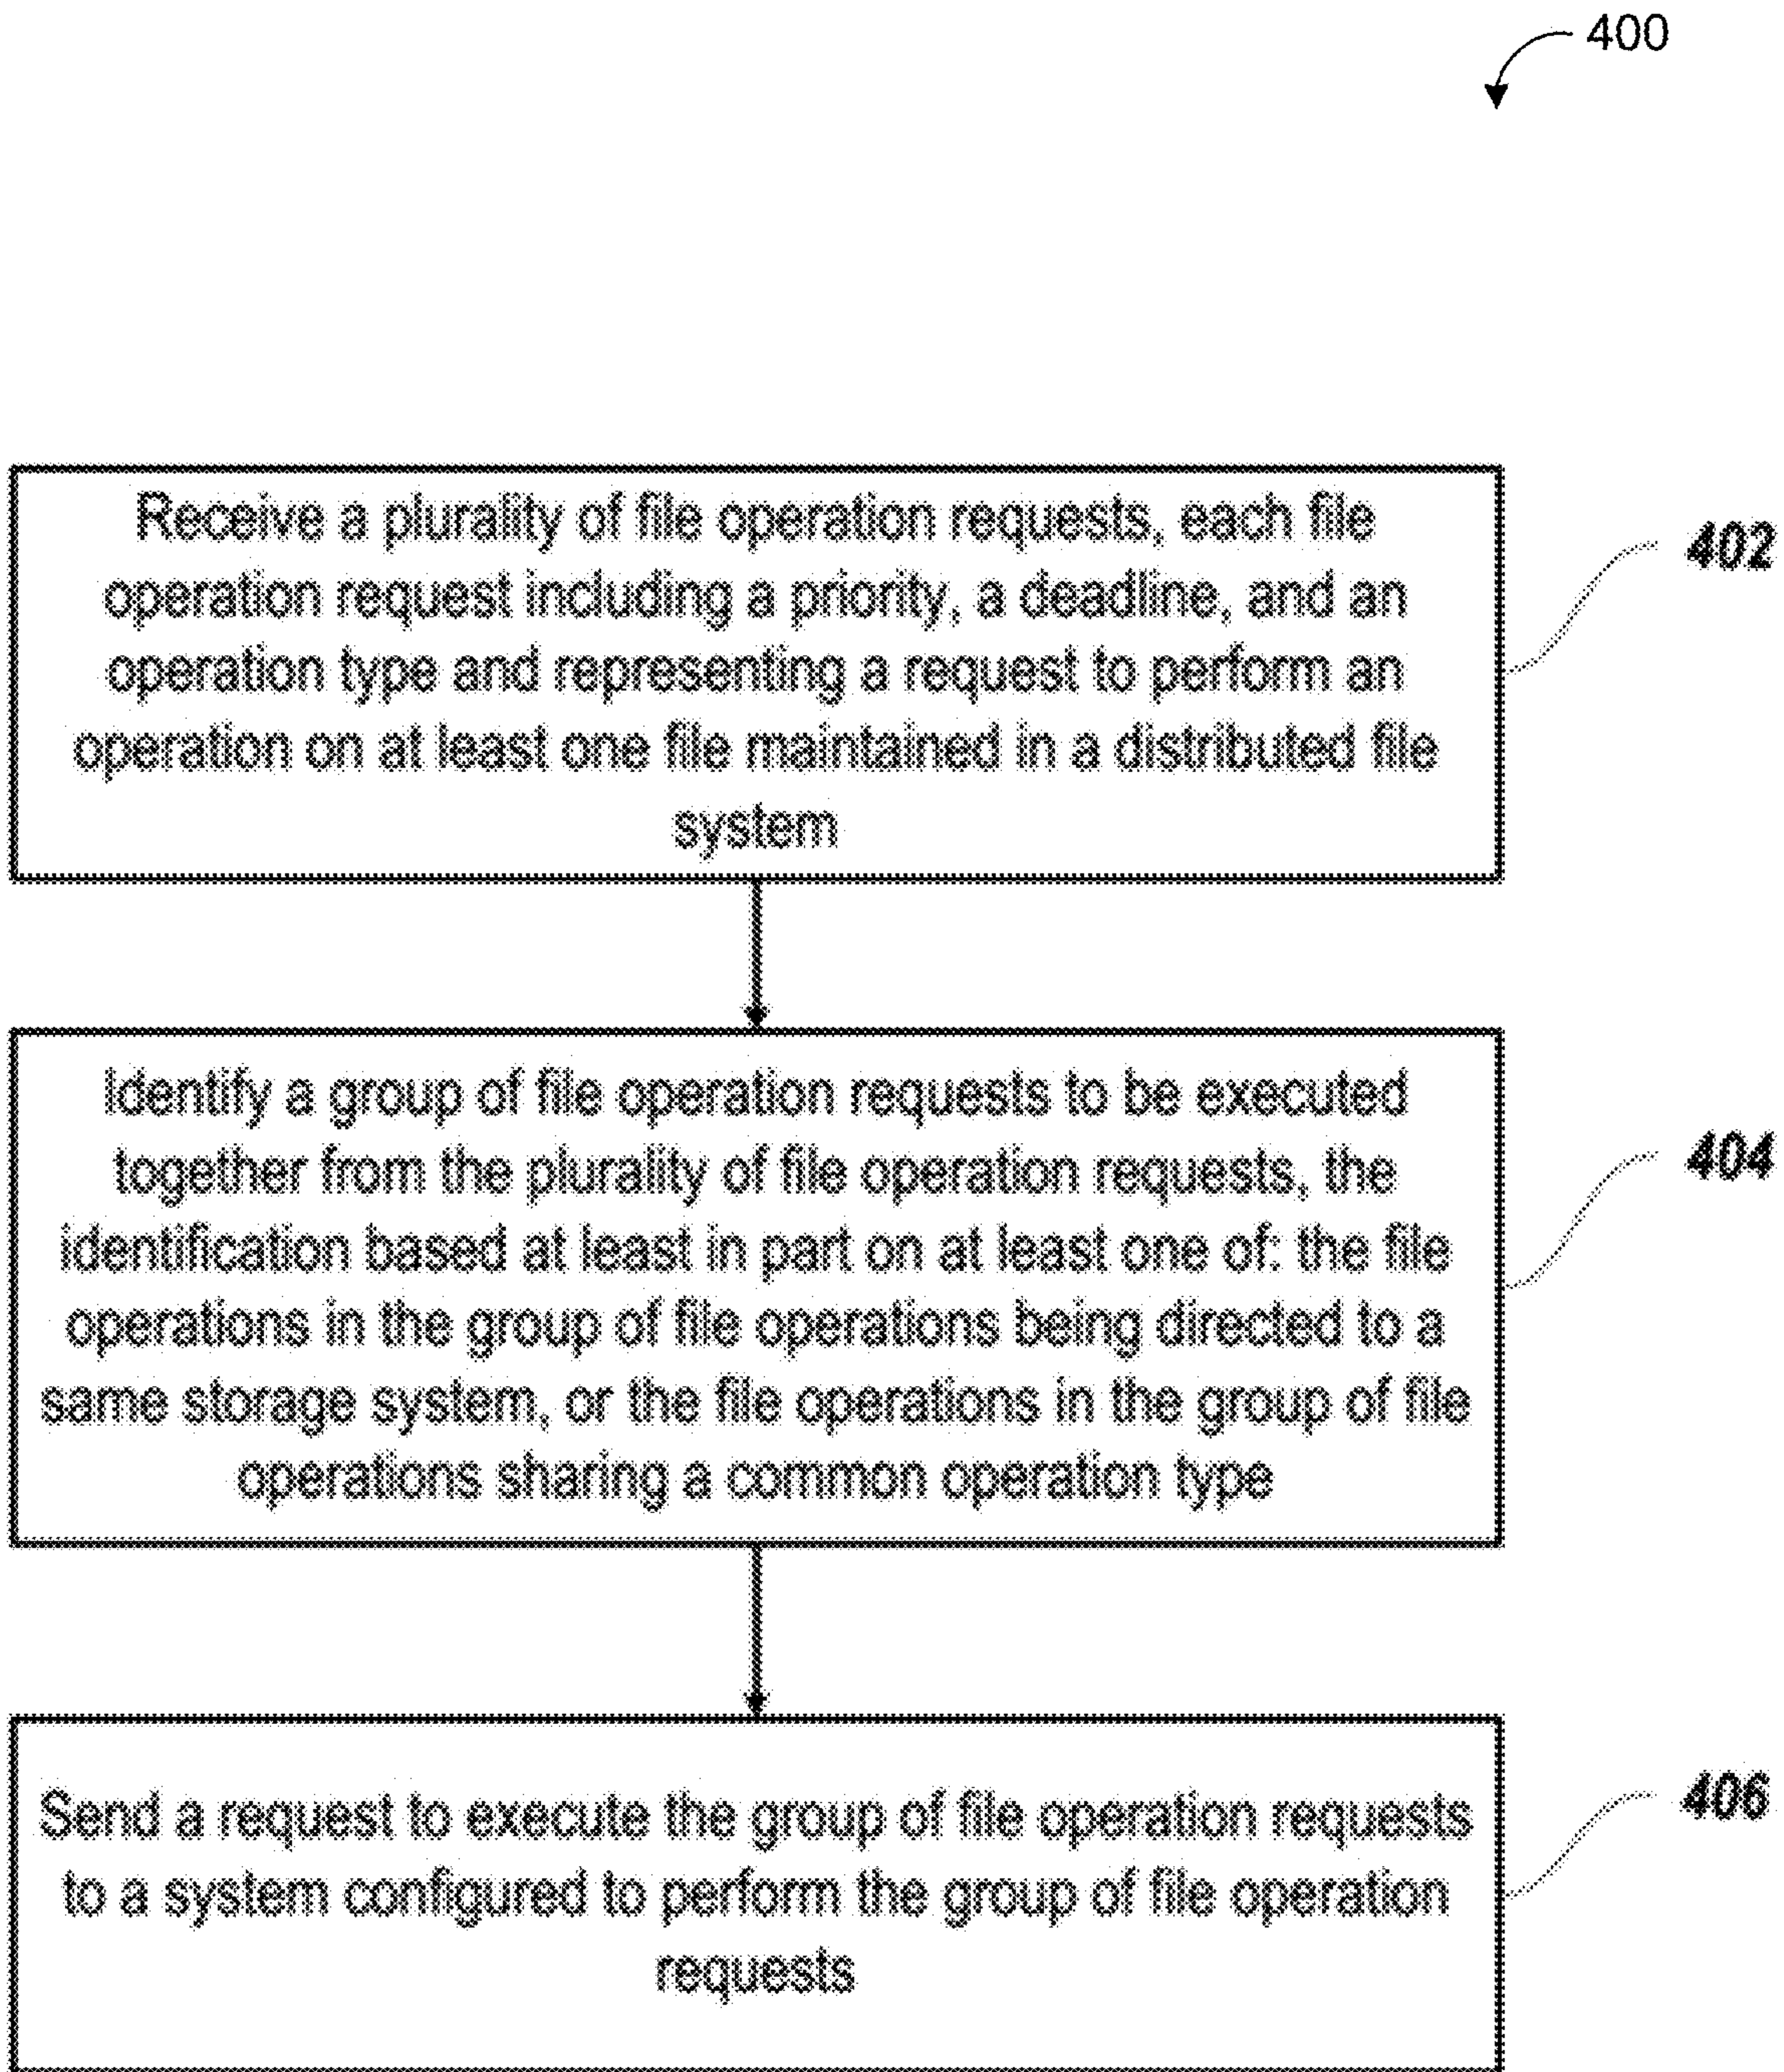 400
Receive a plurality of file operation requests, each file
operation request including a priority, a deadline, and an
operation type and representing a request to perform an
operation on at least one file maintained in a distributed file
system
402
Identify a group of file operation requests to be executed
together from the plurality of file operation requests, the
identification based at least in part on at least one of: the file
operations in the group of file operations being directed to a
same storage system, or the file operations in the group of file
operations sharing a common operation type
404
Send a request to execute the group of file operation requests
to a system configured to perform the group of file operation
requests
406